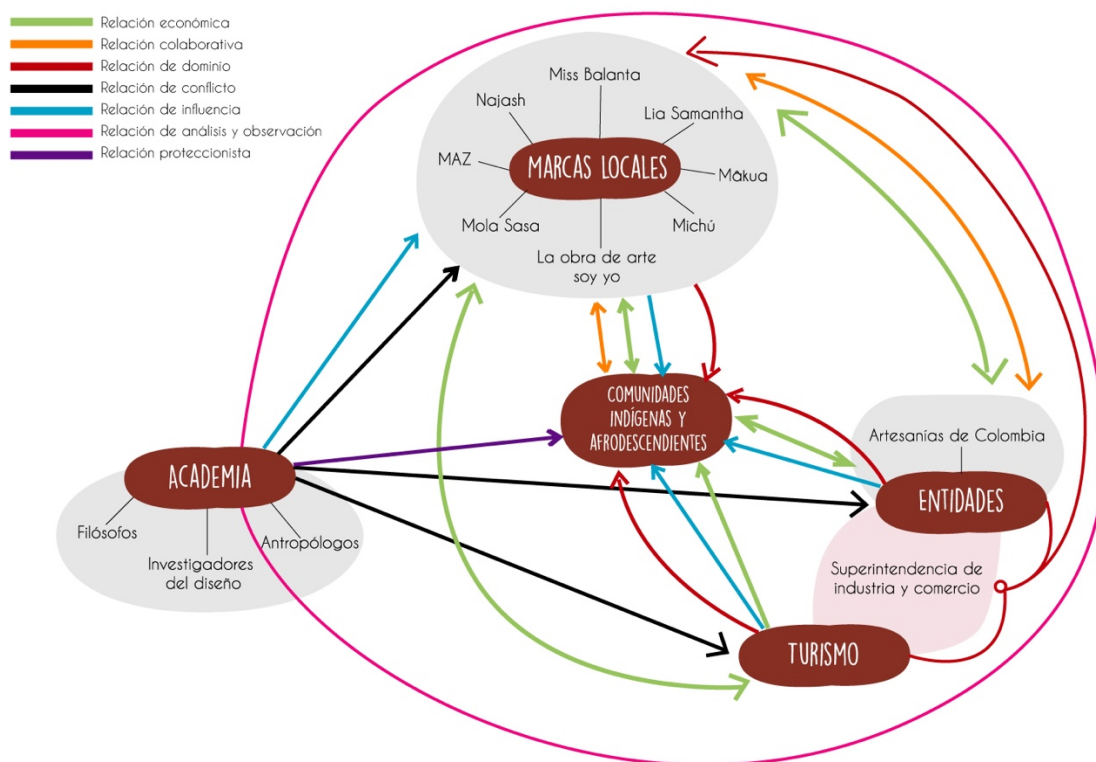 Relación económica
Relación colaborativa
Relación de dominio
Relación de conflicto
Relación de influencia
Relación de análisis y observación
Relación proteccionista
Miss Balanta
Najash
Lia Samantha
MAZ
MARCAS LOCALES
Mäkua
Mola Sasa
Michú
La obra de arte
soy yo
COMUNIDADES
INDÍGENAS Y
AFRODESCENDIENTES
Artesanías de Colombia
ACADEMIA
ENTIDADES
Filósofos
Antropólogos
Investigadores
del diseño
Superintendencia de
industria y comercio
TURISMO